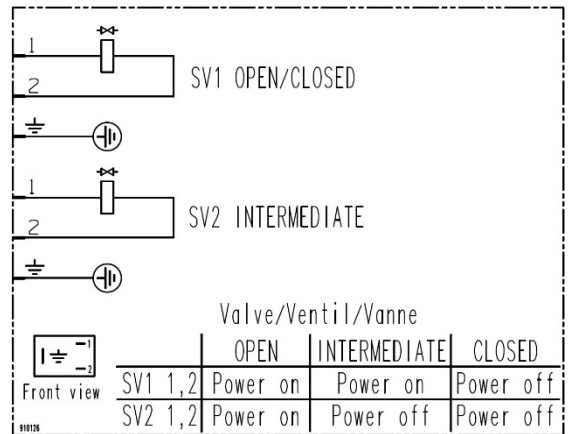 1
2
SV1 OPEN/CLOSED
1
2
SV2 INTERMEDIATE
Valve/Ventil/Vanne
1
2
Front view
OPEN INTERMEDIATE CLOSED
SV1 1,2 Power on Power on Power off
SV2 1,2 Power on Power off Power off
910126